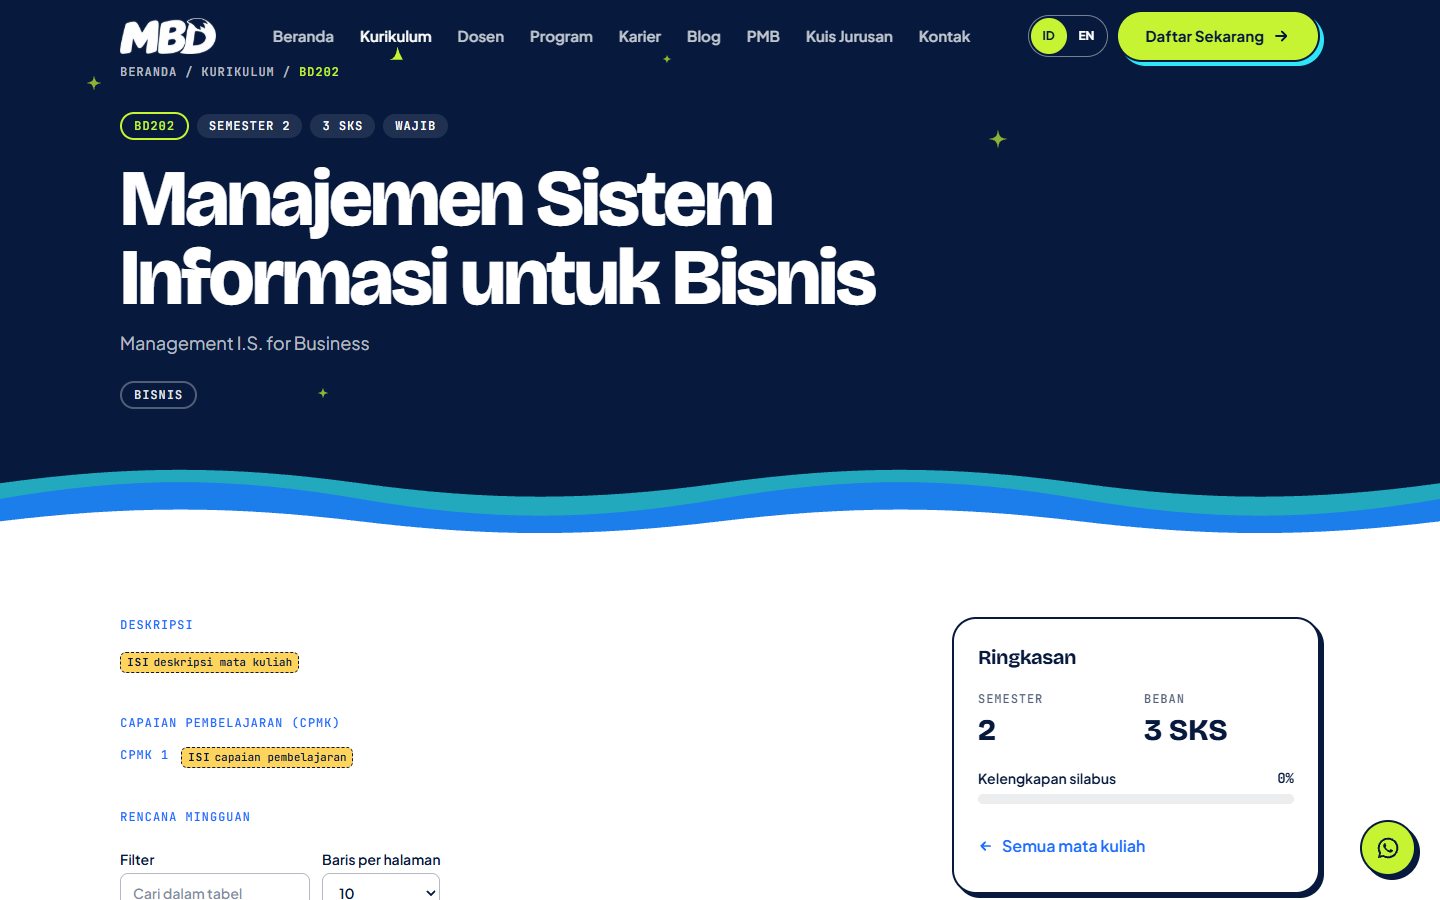 MBD
Beranda Kurikulum Dosen Program Karier Blog PMB Kuis Jurusan Kontak
ID EN
Daftar Sekarang →
BERANDA / KURIKULUM / BD202
BD202 SEMESTER 2 3 SKS WAJIB
Manajemen Sistem
Informasi untuk Bisnis
Management I.S. for Business
BISNIS
DESKRIPSI
ISI deskripsi mata kuliah
CAPAIAN PEMBELAJARAN (CPMK)
CPMK 1 ISI capaian pembelajaran
RENCANA MINGGUAN
Filter Baris per halaman
Cari dalam tabel 10
Ringkasan
SEMESTER BEBAN
2 3 SKS
Kelengkapan silabus 0%
← Semua mata kuliah